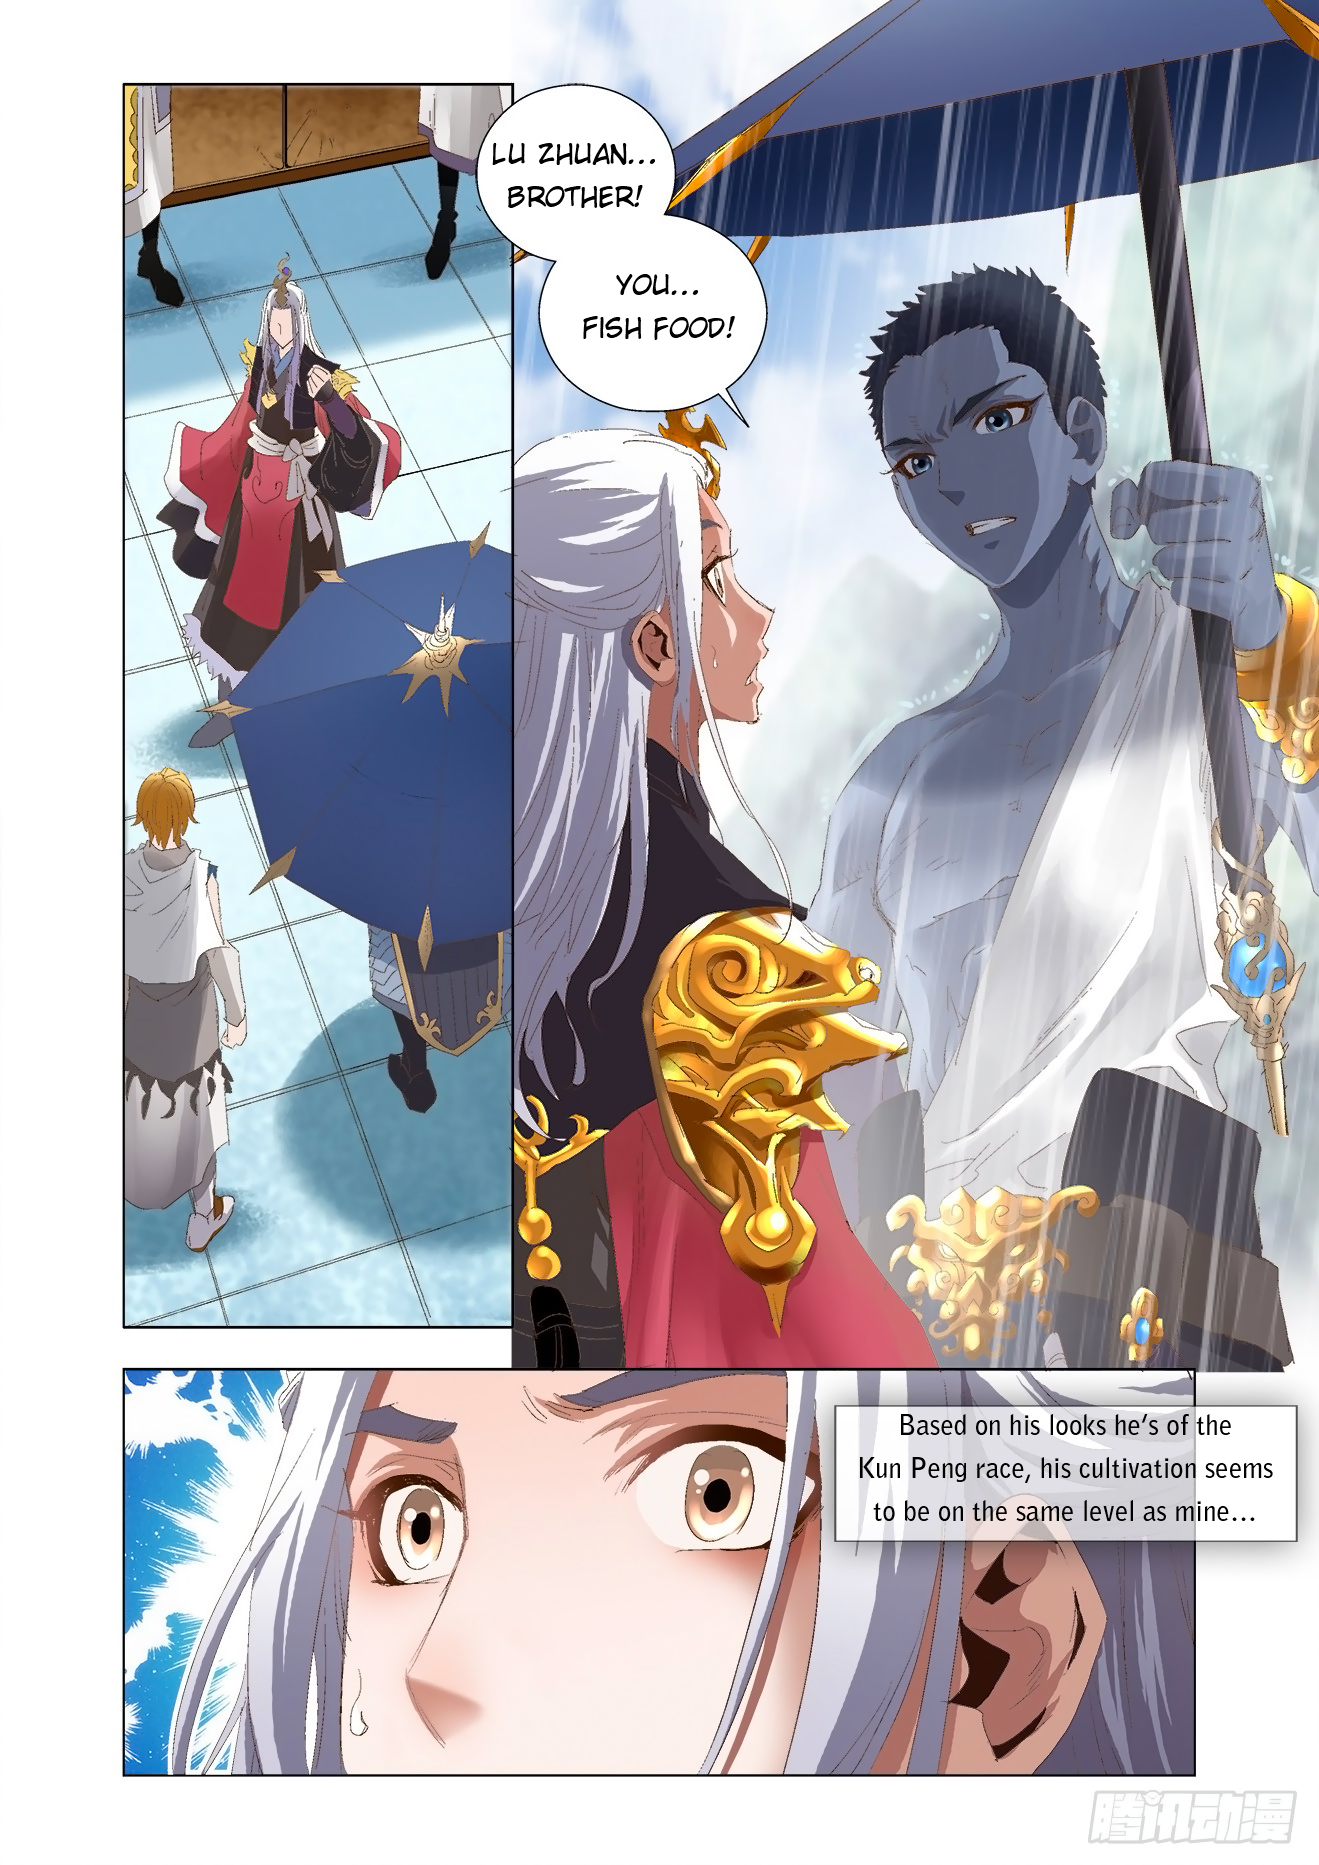 LU ZHUAN...
BROTHER!
YOU...
FISH FOOD!
Based on his looks he's of the
Kun Peng race, his cultivation seems
to be on the same level as mine...
腾讯动漫